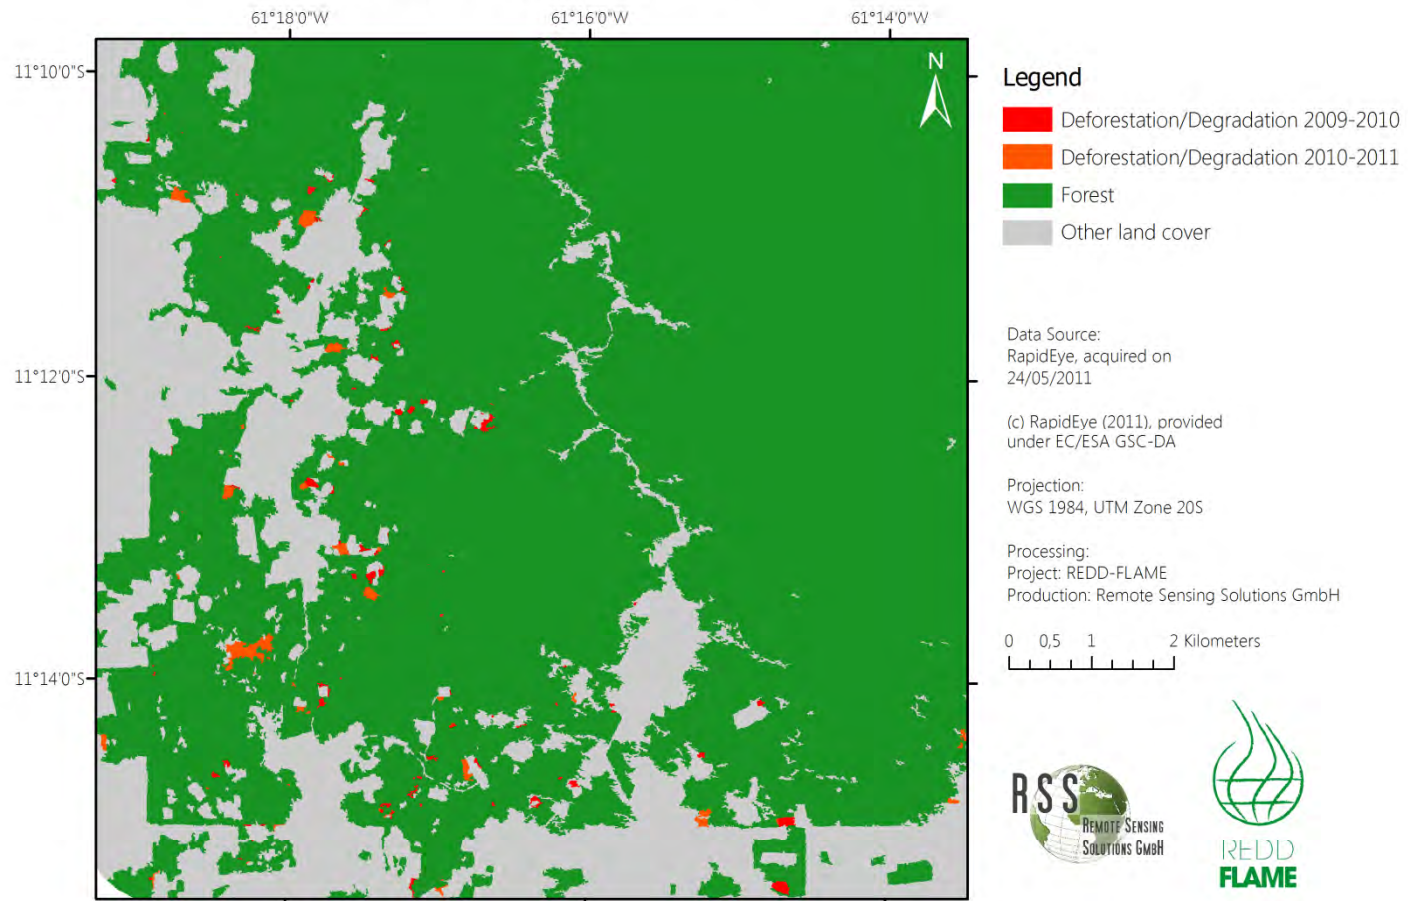 61°18'0"W 61°16'0"W 61°14'0"W
11°10'0"S
11°12'0"S
11°14'0"S
N
Legend
Deforestation/Degradation 2009-2010
Deforestation/Degradation 2010-2011
Forest
Other land cover
Data Source:
RapidEye, acquired on
24/05/2011
(c) RapidEye (2011), provided
under EC/ESA GSC-DA
Projection:
WGS 1984, UTM Zone 20S
Processing:
Project: REDD-FLAME
Production: Remote Sensing Solutions GmbH
0 0,5 1 2 Kilometers
RSS
REMOTE SENSING
SOLUTIONS GMBH
REDD
FLAME